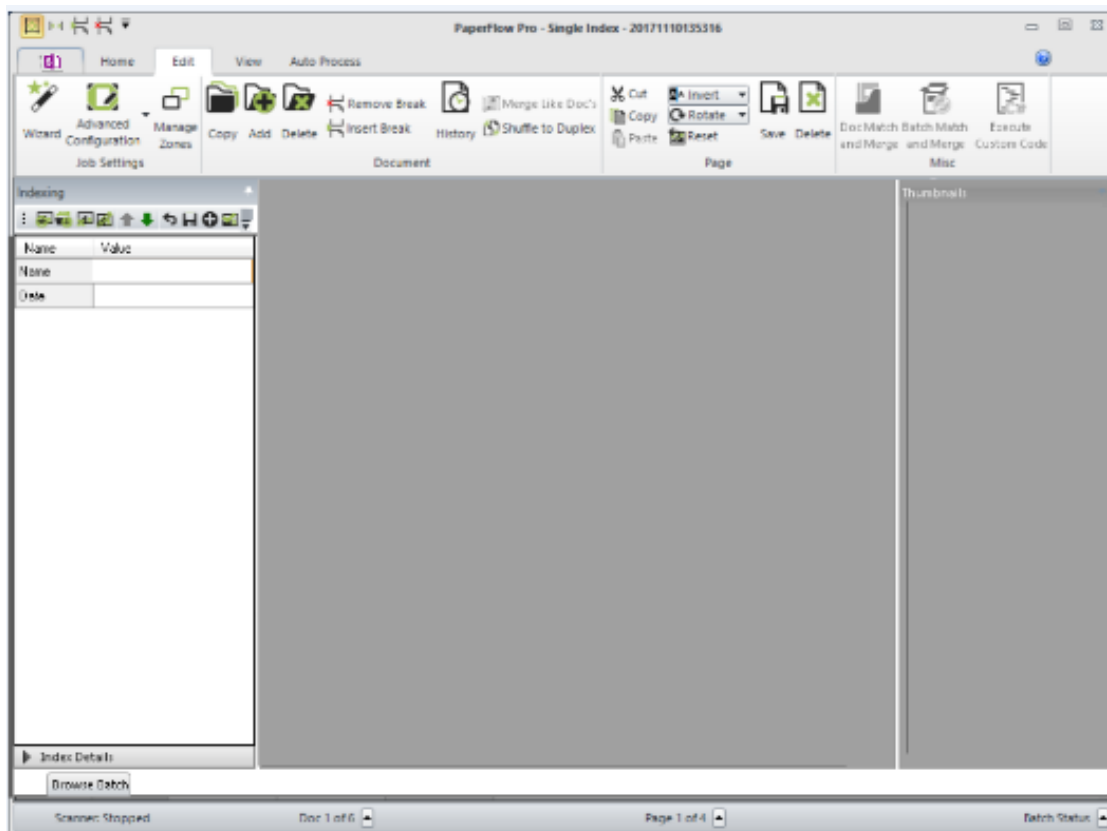 PaperFlow Pro - Single Index - 20171110135316
Home Edit View Auto Process
Wizard Advanced Configuration Manage Zones Copy Add Delete Remove Break Insert Break History Merge Like Doc's Shuffle to Duplex Cut Copy Paste Invert Rotate Reset Save Delete Doc Match and Merge Batch Match and Merge Execute Custom Code
Job Settings Document Page Misc
Indexing Thumbnails
Name Value
Name
Date
Index Details
Browse Batch
Scanner: Stopped Doc 1 of 6 Page 1 of 4 Batch Status